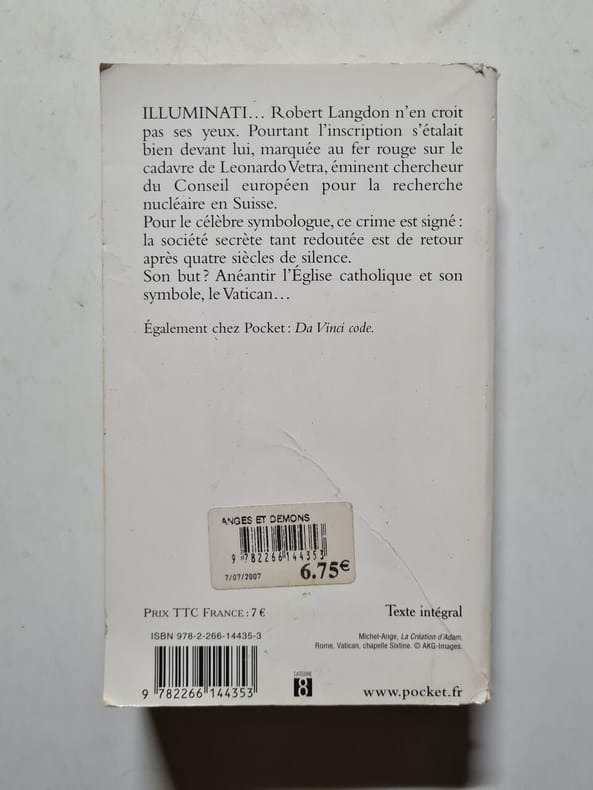 ILLUMINATI... Robert Langdon n'en croit
pas ses yeux. Pourtant l'inscription s'étalait
bien devant lui, marquée au fer rouge sur le
cadavre de Leonardo Vetra, éminent chercheur
du Conseil européen pour la recherche
nucléaire en Suisse.
Pour le célèbre symbologue, ce crime est signé :
la société secrète tant redoutée est de retour
après quatre siècles de silence.
Son but ? Anéantir l'Église catholique et son
symbole, le Vatican...
Également chez Pocket : Da Vinci code.
ANGES ET DEMONS
9 782266 144353
7/07/2007
6.75€
PRIX TTC FRANCE : 7 €
Texte intégral
ISBN 978-2-266-14435-3
Michel-Ange, La Création d'Adam,
Rome, Vatican, chapelle Sixtine. © AKG-Images.
9 782266 144353
CATÉGORIE
8
www.pocket.fr